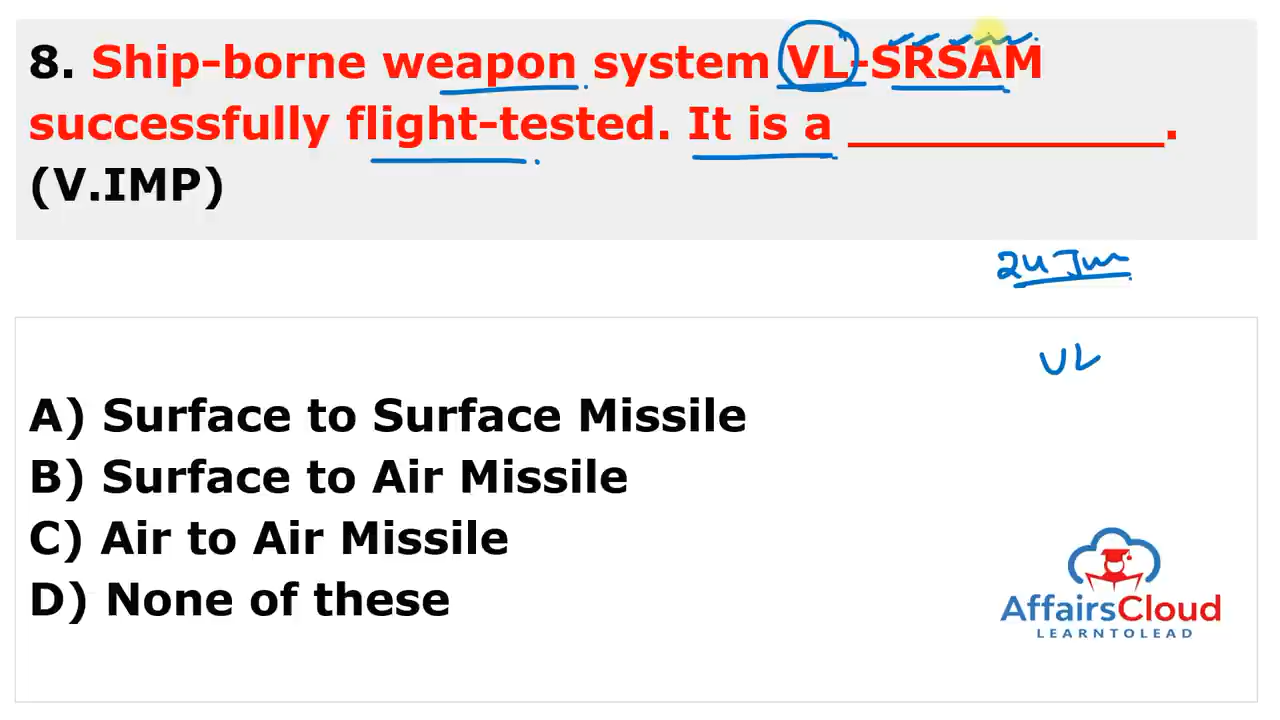 8. Ship-borne weapon system VL-SRSAM
successfully flight-tested. It is a ______________.
(V.IMP)
24 Jun
VL
A) Surface to Surface Missile
B) Surface to Air Missile
C) Air to Air Missile
D) None of these
AffairsCloud
LEARNTOLEAD